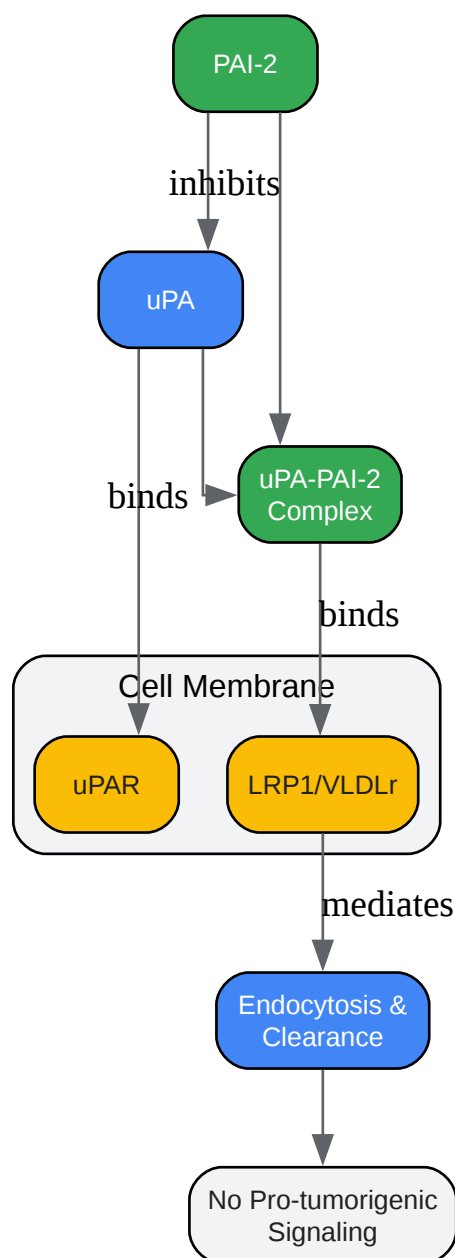 PAI-2
inhibits
uPA
uPA-PAI-2
Complex
binds
binds
Cell Membrane
uPAR
LRP1/VLDLr
mediates
Endocytosis &
Clearance
No Pro-tumorigenic
Signaling